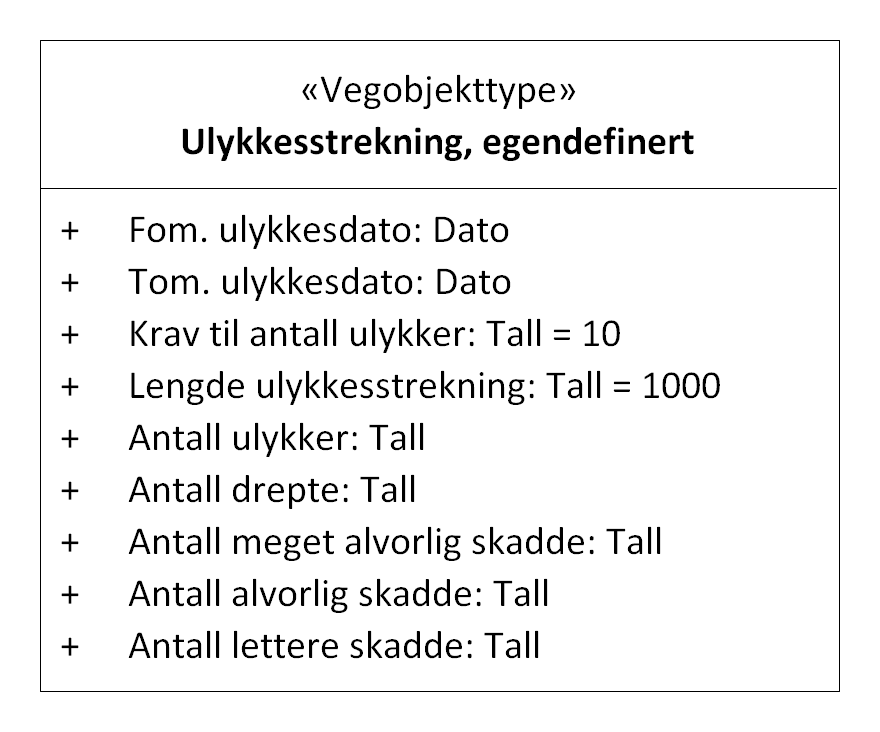 «Vegobjekttype»
Ulykkesstrekning, egendefinert
+ Fom. ulykkesdato: Dato
+ Tom. ulykkesdato: Dato
+ Krav til antall ulykker: Tall = 10
+ Lengde ulykkesstrekning: Tall = 1000
+ Antall ulykker: Tall
+ Antall drepte: Tall
+ Antall meget alvorlig skadde: Tall
+ Antall alvorlig skadde: Tall
+ Antall lettere skadde: Tall